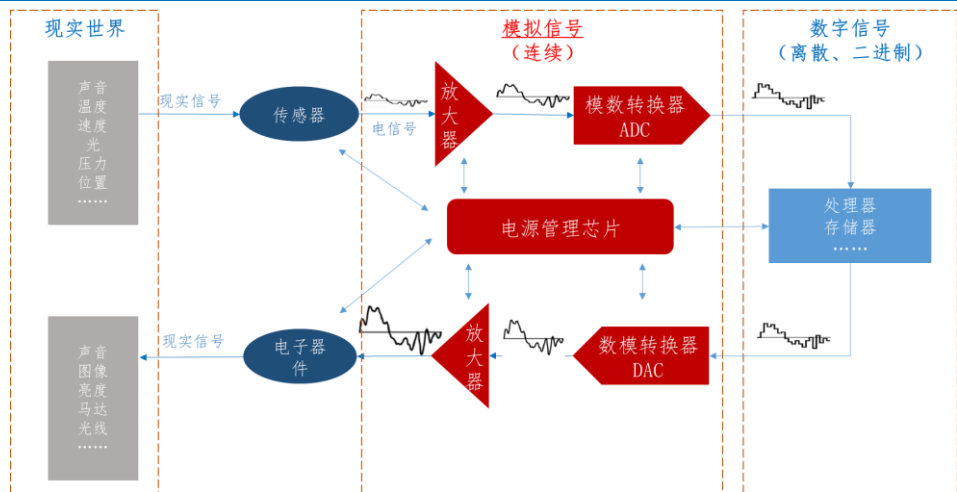 现实世界
模拟信号
（连续）
数字信号
（离散、二进制）
声音
温度
速度
光
压力
位置
……
现实信号
传感器
电信号
放
大
器
模数转换器
ADC
处理器
存储器
……
电源管理芯片
声音
图像
亮度
马达
光线
……
现实信号
电子器
件
放
大
器
数模转换器
DAC